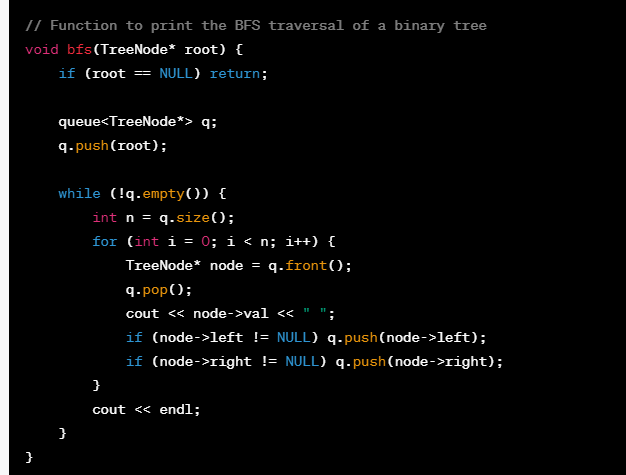 // Function to print the BFS traversal of a binary tree
void bfs(TreeNode* root) {
    if (root == NULL) return;

    queue<TreeNode*> q;
    q.push(root);

    while (!q.empty()) {
        int n = q.size();
        for (int i = 0; i < n; i++) {
            TreeNode* node = q.front();
            q.pop();
            cout << node->val << " ";
            if (node->left != NULL) q.push(node->left);
            if (node->right != NULL) q.push(node->right);
        }
        cout << endl;
    }
}